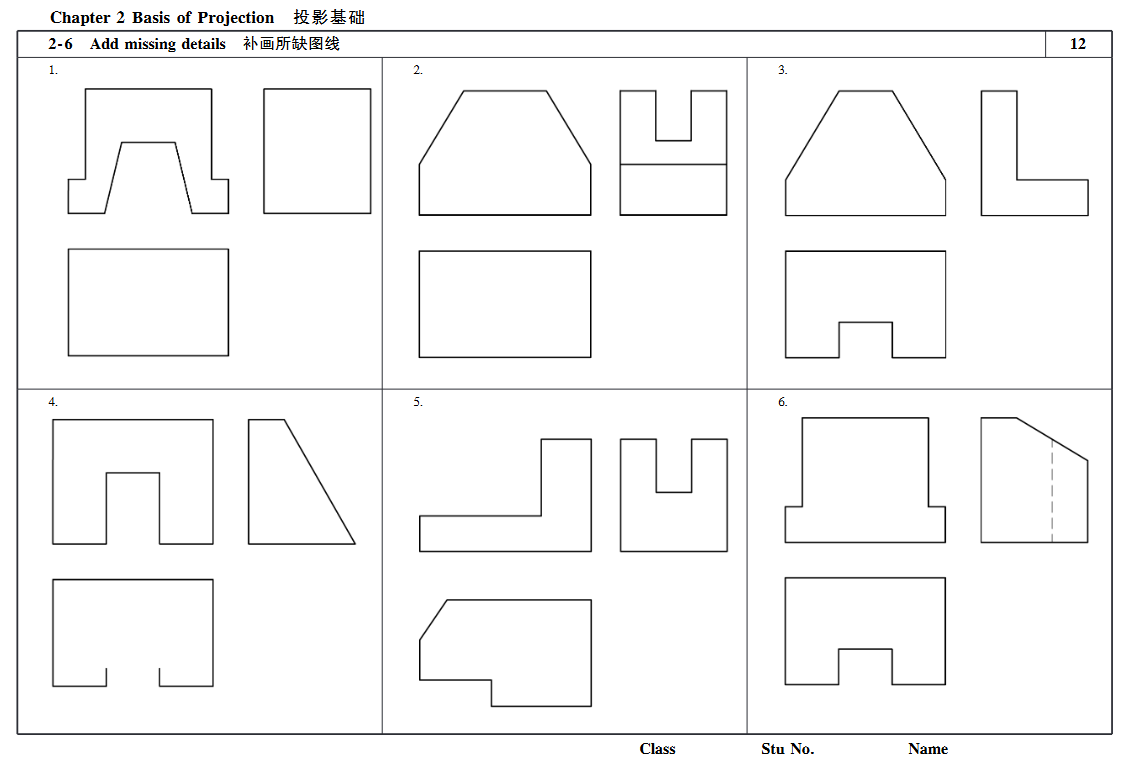 Chapter 2 Basis of Projection 投影基础
2-6 Add missing details 补画所缺图线 12
1. 2. 3.
4. 5. 6.
Class Stu No. Name